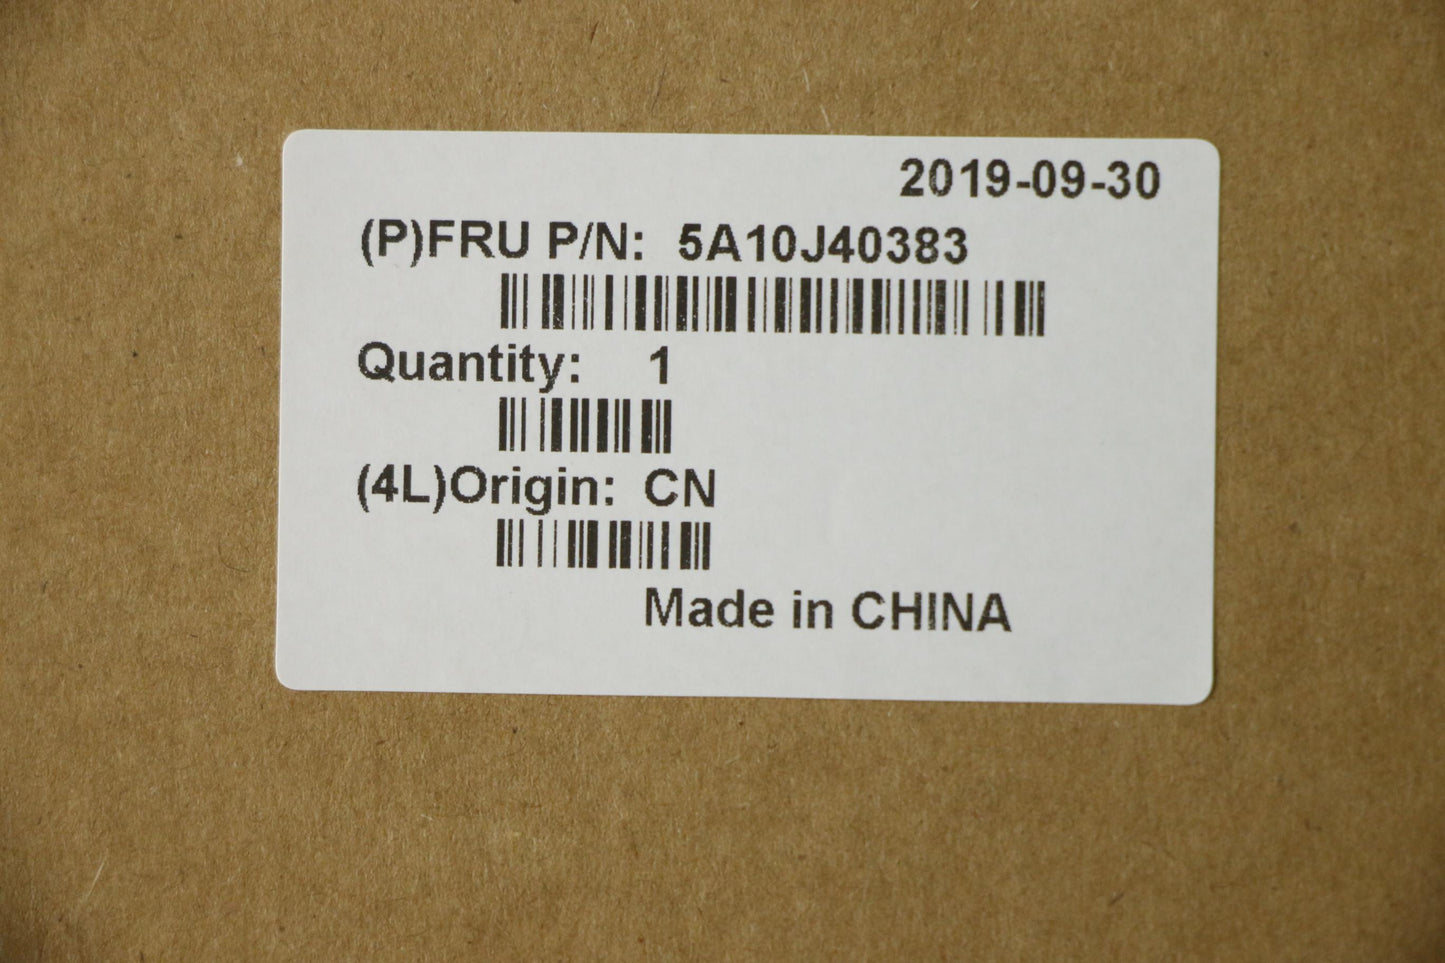 2019-09-30
(P)FRU P/N: 5A10J40383
Quantity: 1
(4L)Origin: CN
Made in CHINA